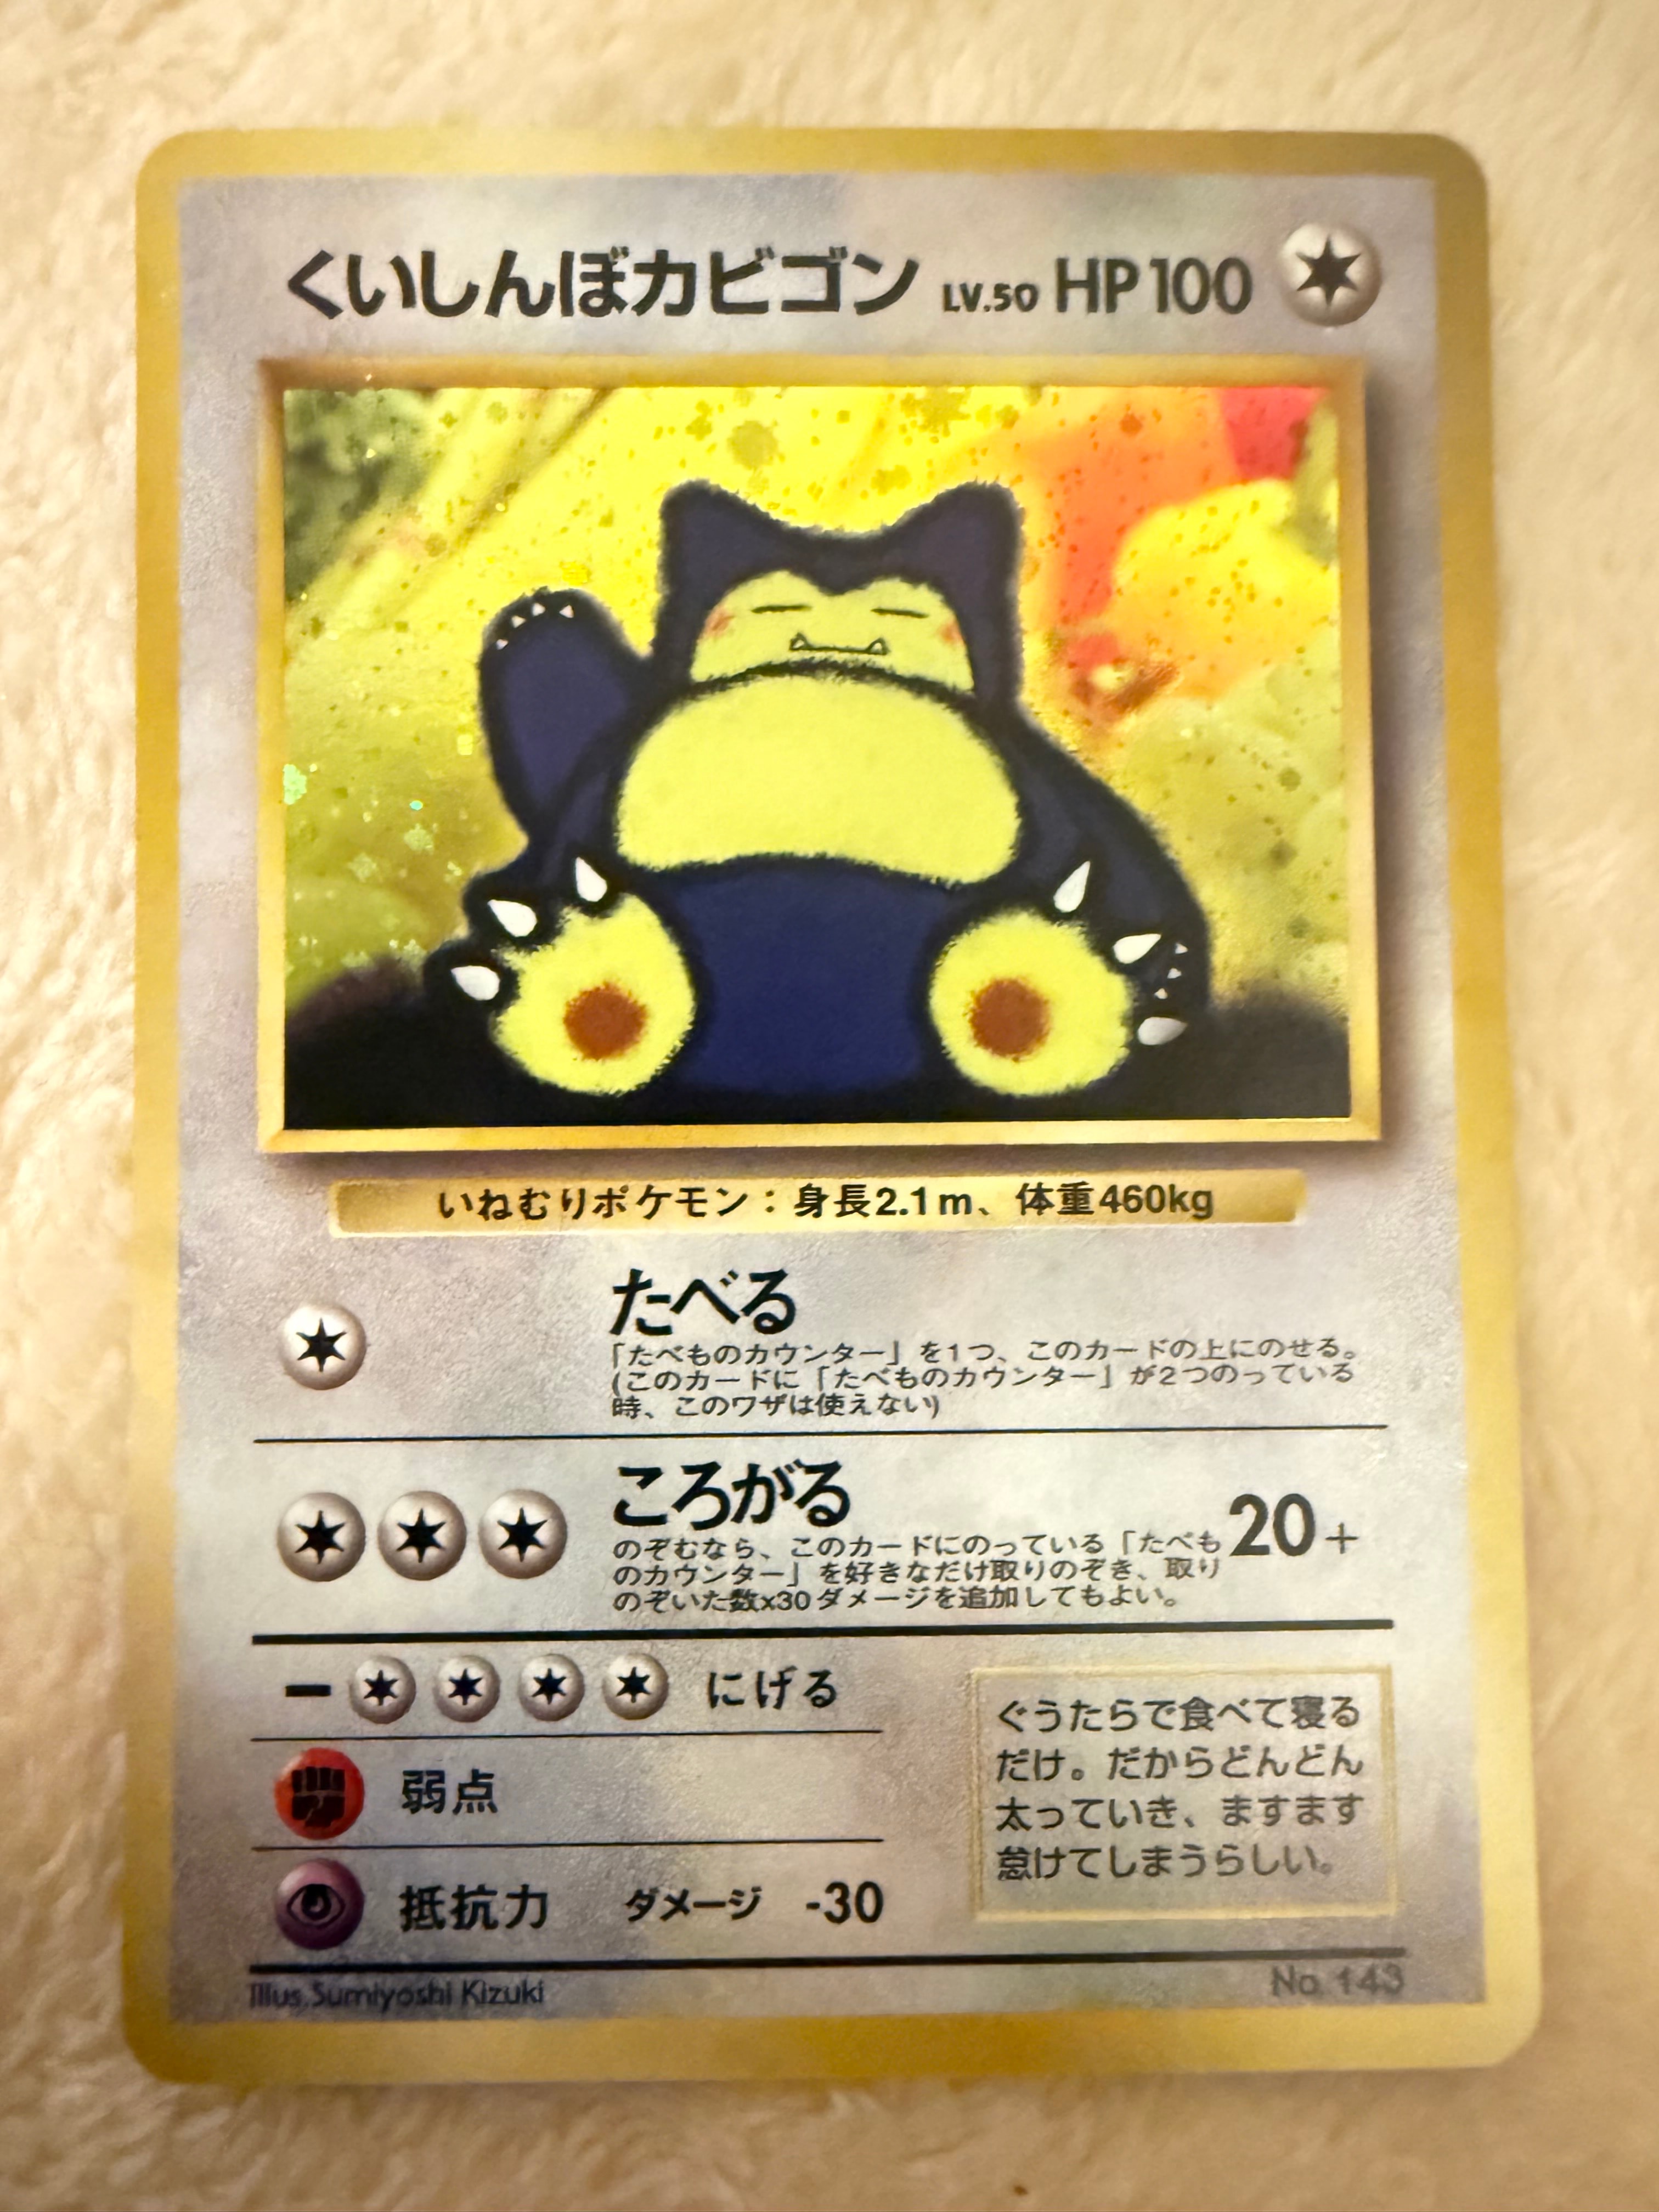 くいしんぼカビゴン LV.50 HP100
いねむりポケモン：身長2.1m、体重460kg
たべる
「たべものカウンター」を1つ、このカードの上にのせる。
(このカードに「たべものカウンター」が2つのっている
時、このワザは使えない)
ころがる
20+
のぞむなら、このカードにのっている「たべも
のカウンター」を好きなだけ取りのぞき、取り
のぞいた数x30ダメージを追加してもよい。
にげる
弱点
抵抗力 ダメージ -30
ぐうたらで食べて寝る
だけ。だからどんどん
太っていき、ますます
怠けてしまうらしい。
Illus.Sumiyoshi Kizuki
No. 143